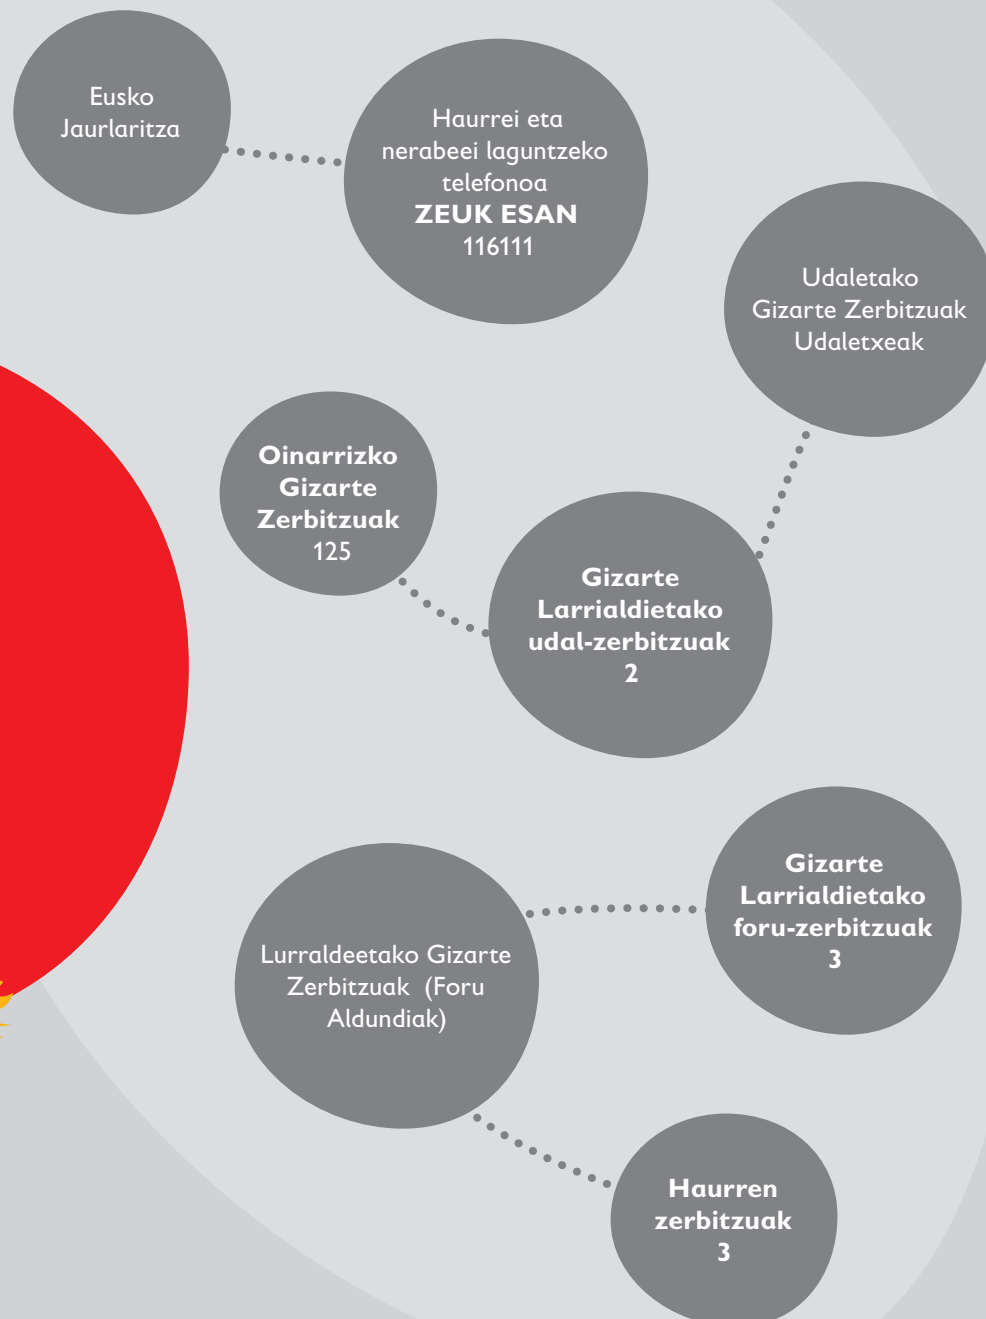 Eusko
Jaurlaritza
Haurrei eta
nerabeei laguntzeko
telefonoa
ZEUK ESAN
116111
Udaletako
Gizarte Zerbitzuak
Udaletxeak
Oinarrizko
Gizarte
Zerbitzuak
125
Gizarte
Larrialdietako
udal-zerbitzuak
2
Gizarte
Larrialdietako
foru-zerbitzuak
3
Lurraldeetako Gizarte
Zerbitzuak (Foru
Aldundiak)
Haurren
zerbitzuak
3